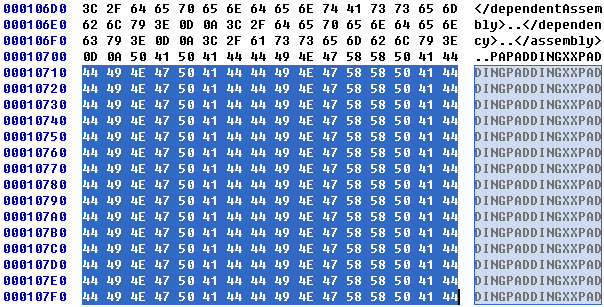 000106D0 3C 2F 64 65 70 65 6E 64 65 6E 74 41 73 73 65 6D </dependentAssem
000106E0 62 6C 79 3E 0D 0A 3C 2F 64 65 70 65 6E 64 65 6E bly>..</dependen
000106F0 63 79 3E 0D 0A 3C 2F 61 73 73 65 6D 62 6C 79 3E cy>..</assembly>
00010700 0D 0A 50 41 50 41 44 44 49 4E 47 58 58 50 41 44 ..PAPADDINGXXPAD
00010710 44 49 4E 47 50 41 44 44 49 4E 47 58 58 50 41 44 DINGPADDINGXXPAD
00010720 44 49 4E 47 50 41 44 44 49 4E 47 58 58 50 41 44 DINGPADDINGXXPAD
00010730 44 49 4E 47 50 41 44 44 49 4E 47 58 58 50 41 44 DINGPADDINGXXPAD
00010740 44 49 4E 47 50 41 44 44 49 4E 47 58 58 50 41 44 DINGPADDINGXXPAD
00010750 44 49 4E 47 50 41 44 44 49 4E 47 58 58 50 41 44 DINGPADDINGXXPAD
00010760 44 49 4E 47 50 41 44 44 49 4E 47 58 58 50 41 44 DINGPADDINGXXPAD
00010770 44 49 4E 47 50 41 44 44 49 4E 47 58 58 50 41 44 DINGPADDINGXXPAD
00010780 44 49 4E 47 50 41 44 44 49 4E 47 58 58 50 41 44 DINGPADDINGXXPAD
00010790 44 49 4E 47 50 41 44 44 49 4E 47 58 58 50 41 44 DINGPADDINGXXPAD
000107A0 44 49 4E 47 50 41 44 44 49 4E 47 58 58 50 41 44 DINGPADDINGXXPAD
000107B0 44 49 4E 47 50 41 44 44 49 4E 47 58 58 50 41 44 DINGPADDINGXXPAD
000107C0 44 49 4E 47 50 41 44 44 49 4E 47 58 58 50 41 44 DINGPADDINGXXPAD
000107D0 44 49 4E 47 50 41 44 44 49 4E 47 58 58 50 41 44 DINGPADDINGXXPAD
000107E0 44 49 4E 47 50 41 44 44 49 4E 47 58 58 50 41 44 DINGPADDINGXXPAD
000107F0 44 49 4E 47 50 41 44 44 49 4E 47 58 58 50 41 44 DINGPADDINGXXPAD